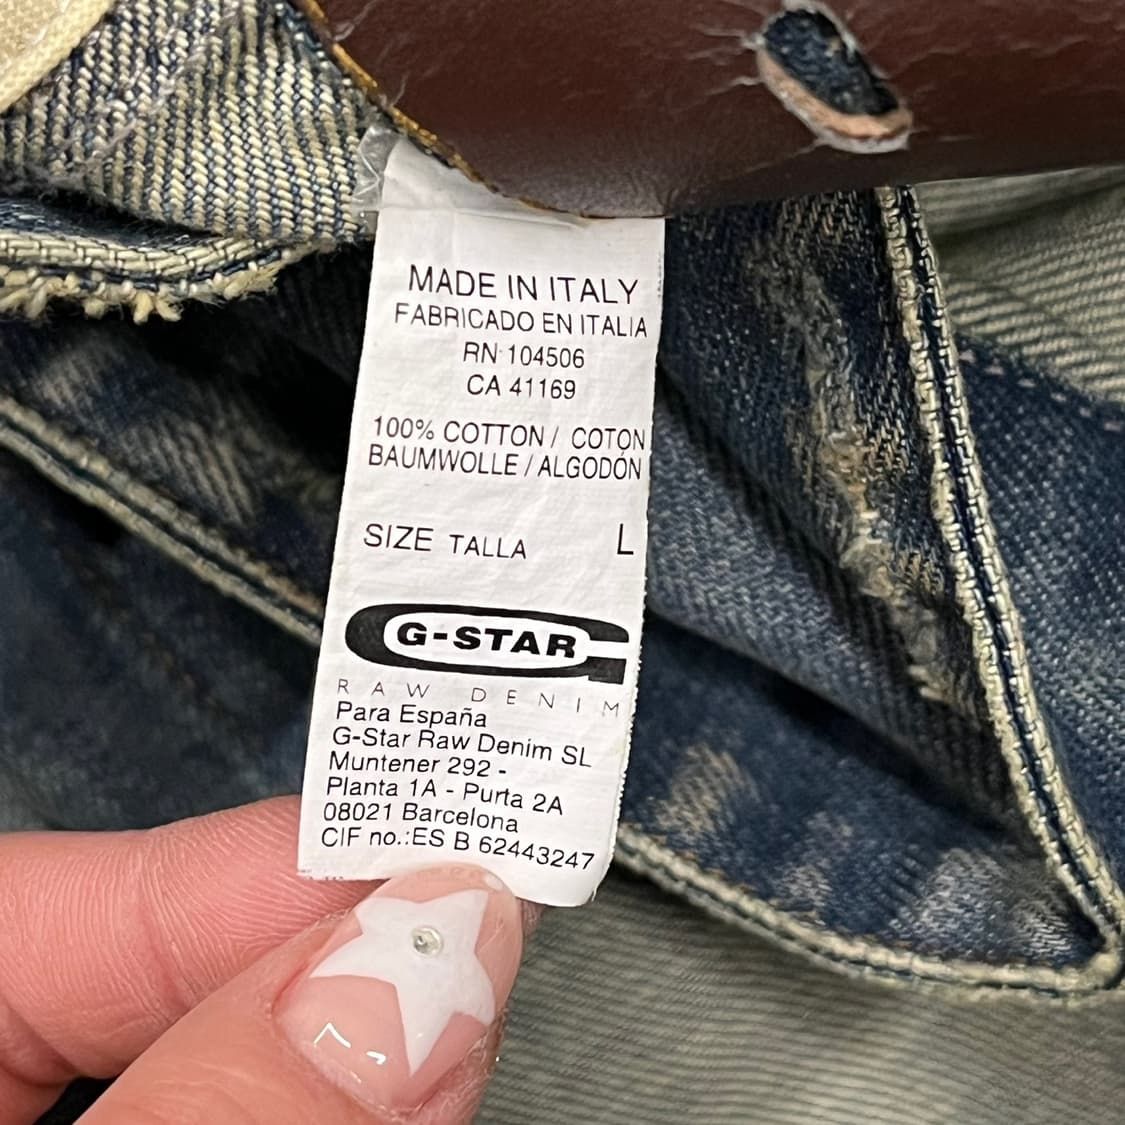 MADE IN ITALY
FABRICADO EN ITALIA
RN 104506
CA 41169
100% COTTON / COTON
BAUMWOLLE / ALGODÓN
SIZE TALLA L
G-STAR
RAW DENIM
Para España
G-Star Raw Denim SL
Muntener 292 -
Planta 1A - Purta 2A
08021 Barcelona
CIF no.:ES B 62443247